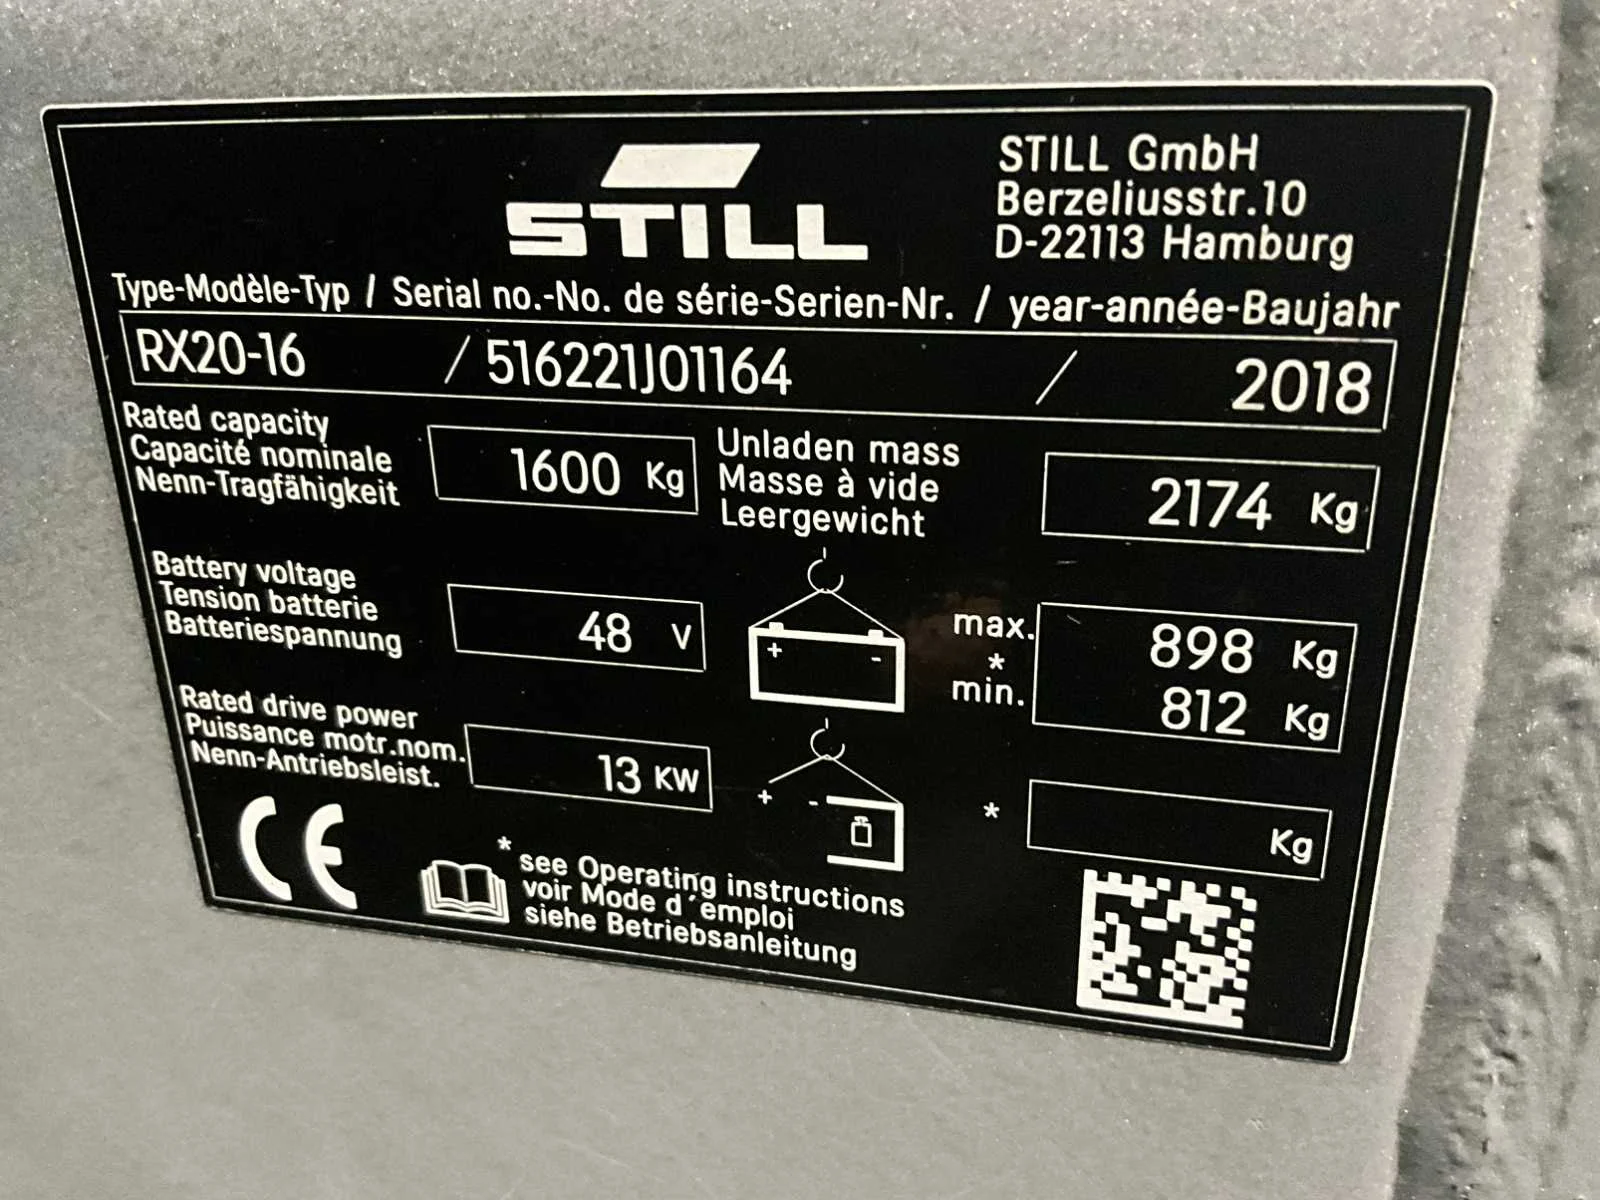 STILL
STILL GmbH
Berzeliusstr.10
D-22113 Hamburg
Type-Modèle-Typ / Serial no.-No. de série-Serien-Nr. / year-année-Baujahr
RX20-16 / 516221J01164 / 2018
Rated capacity
Capacité nominale
Nenn-Tragfähigkeit
1600 Kg
Unladen mass
Masse à vide
Leergewicht
2174 Kg
Battery voltage
Tension batterie
Batteriespannung
48 V
+ -
max. 898 Kg
*
min. 812 Kg
Rated drive power
Puissance motr.nom.
Nenn-Antriebsleist.
13 KW
+ -
* Kg
CE
* see Operating instructions
voir Mode d´emploi
siehe Betriebsanleitung